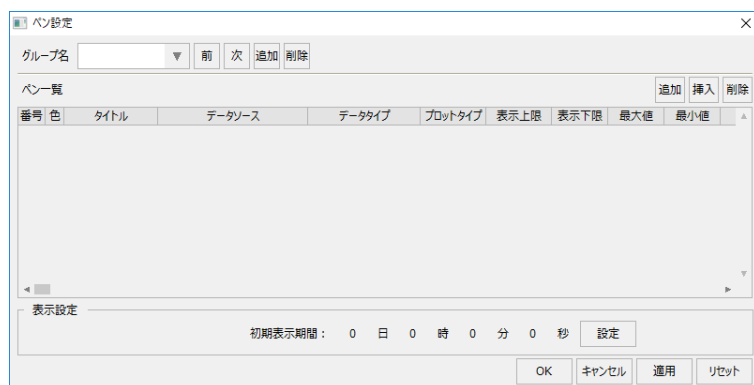 ペン設定
グループ名 前 次 追加 削除
ペン一覧 追加 挿入 削除
番号 色 タイトル データソース データタイプ プロットタイプ 表示上限 表示下限 最大値 最小値
表示設定
初期表示期間： 0 日 0 時 0 分 0 秒 設定
OK キャンセル 適用 リセット